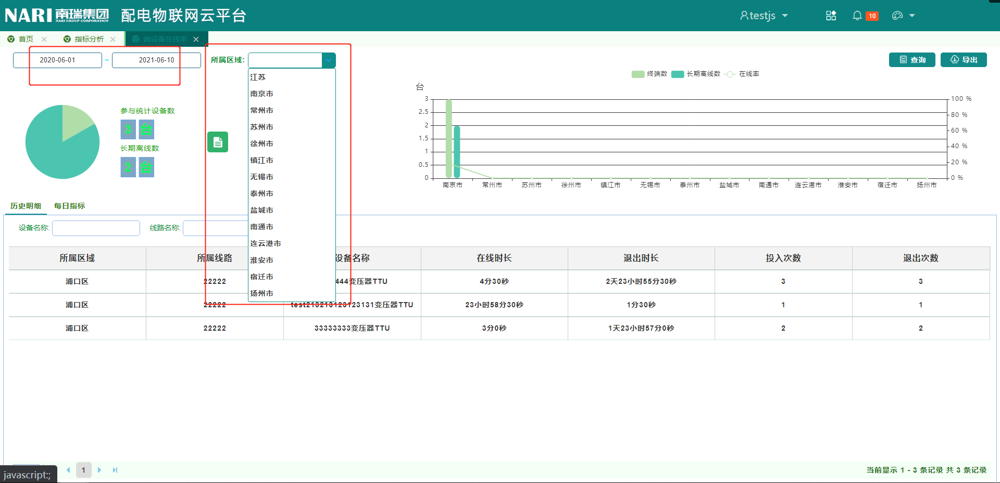 NARI 南瑞集团 NARI GROUP CORPORATION 配电物联网云平台 testjs 10
首页 指标分析 端设备在线率
2020-06-01 ~ 2021-06-10 所属区域: 查询 导出
江苏
南京市
常州市
苏州市
徐州市
镇江市
无锡市
泰州市
盐城市
南通市
连云港市
淮安市
宿迁市
扬州市
参与统计设备数
3 台
长期离线数
2 台
终端数 长期离线数 在线率
台
3 100 %
2.5 80 %
2 60 %
1.5 40 %
1 20 %
0.5 0 %
0
南京市 常州市 苏州市 徐州市 镇江市 无锡市 泰州市 盐城市 南通市 连云港市 淮安市 宿迁市 扬州市
历史明细 每日指标
设备名称: 线路名称:
所属区域 所属线路 设备名称 在线时长 退出时长 投入次数 退出次数
浦口区 22222 444变压器TTU 4分30秒 2天23小时55分30秒 3 3
浦口区 22222 test213213123123131变压器TTU 23小时58分30秒 1分30秒 1 1
浦口区 22222 33333333变压器TTU 3分0秒 1天23小时57分0秒 2 2
1 当前显示 1 - 3 条记录 共 3 条记录
javascript:;